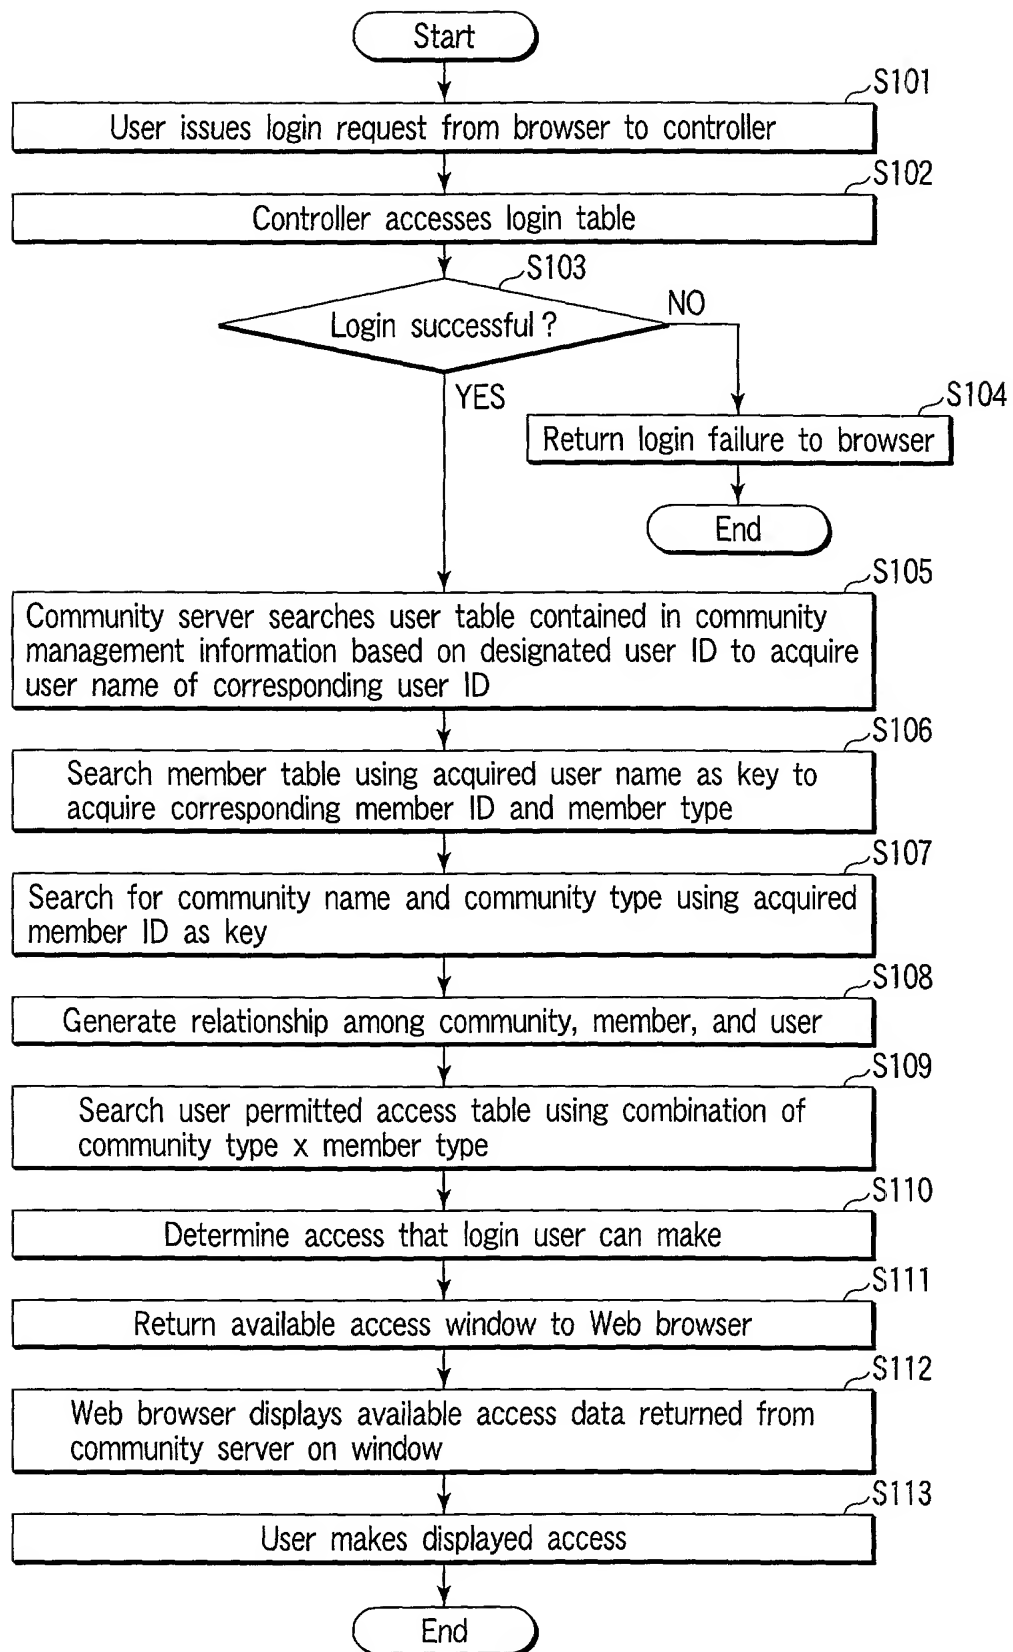 Start
S101
User issues login request from browser to controller
S102
Controller accesses login table
S103
Login successful?
NO
YES
S104
Return login failure to browser
End
S105
Community server searches user table contained in community
management information based on designated user ID to acquire
user name of corresponding user ID
S106
Search member table using acquired user name as key to
acquire corresponding member ID and member type
S107
Search for community name and community type using acquired
member ID as key
S108
Generate relationship among community, member, and user
S109
Search user permitted access table using combination of
community type x member type
S110
Determine access that login user can make
S111
Return available access window to Web browser
S112
Web browser displays available access data returned from
community server on window
S113
User makes displayed access
End